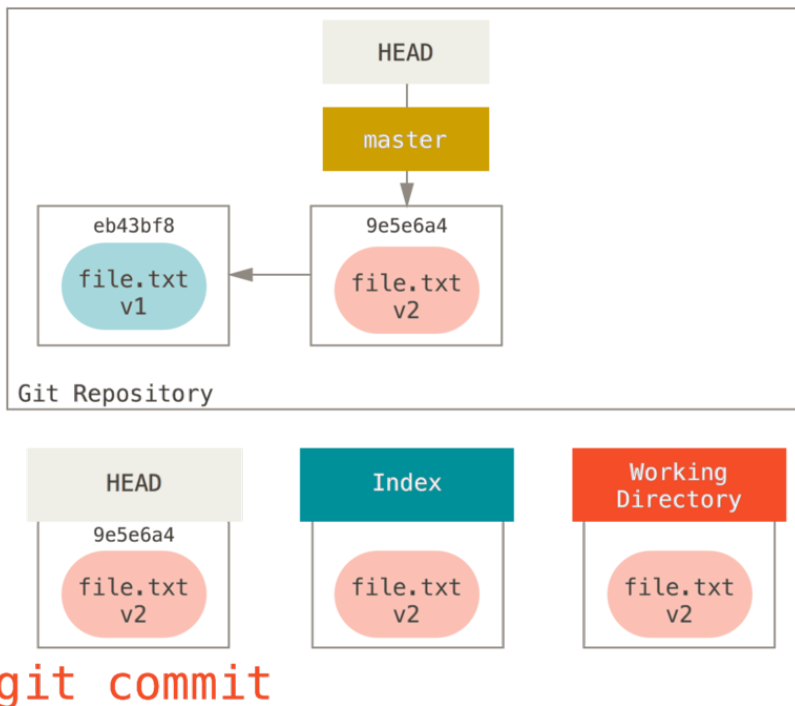 HEAD
master
eb43bf8
9e5e6a4
file.txt
v1
file.txt
v2
Git Repository
HEAD
Index
Working
Directory
9e5e6a4
file.txt
v2
file.txt
v2
file.txt
v2
git commit